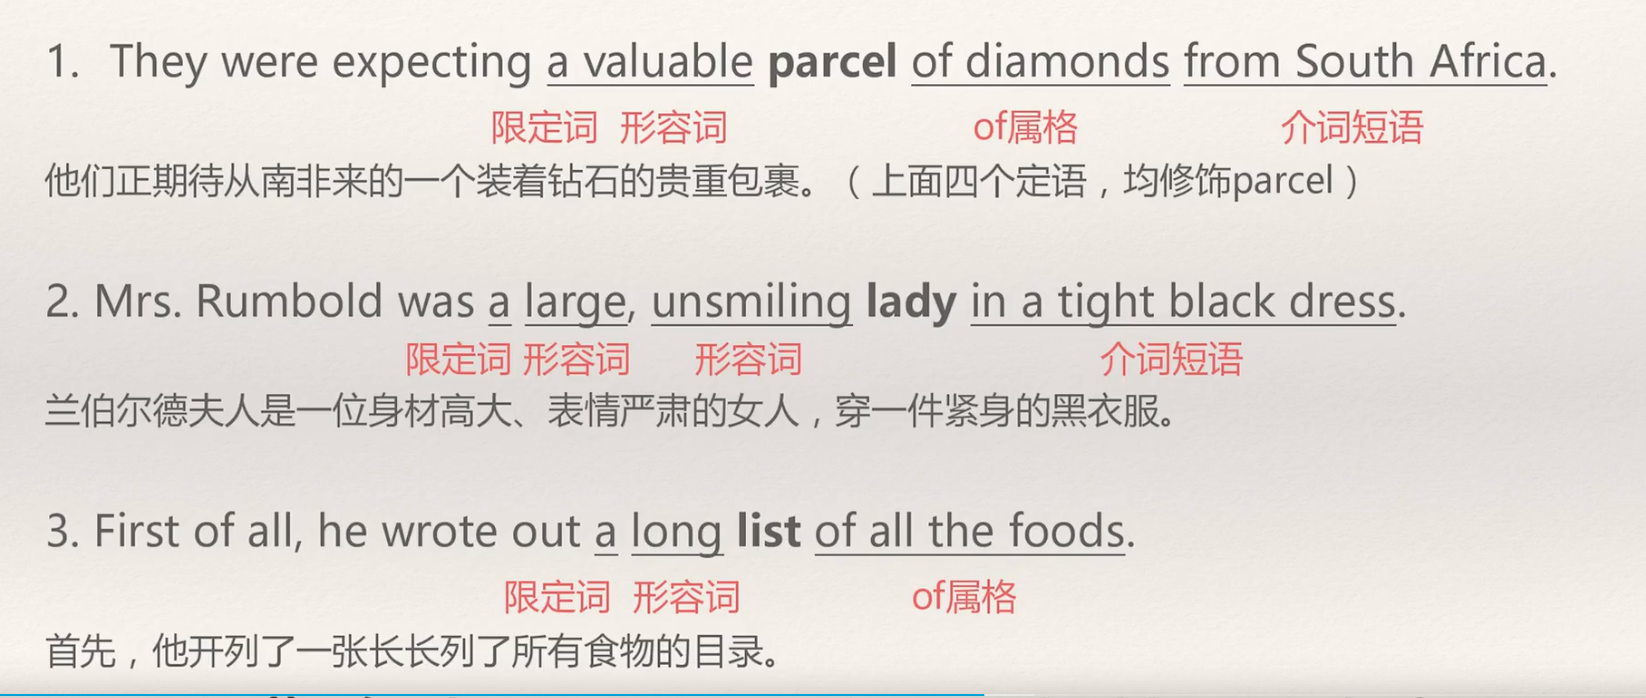 1. They were expecting a valuable parcel of diamonds from South Africa.
限定词 形容词 of属格 介词短语
他们正期待从南非来的一个装着钻石的贵重包裹。（上面四个定语，均修饰parcel）
2. Mrs. Rumbold was a large, unsmiling lady in a tight black dress.
限定词 形容词 形容词 介词短语
兰伯尔德夫人是一位身材高大、表情严肃的女人，穿一件紧身的黑衣服。
3. First of all, he wrote out a long list of all the foods.
限定词 形容词 of属格
首先，他开列了一张长长列了所有食物的目录。